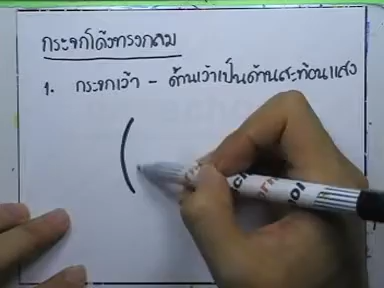 กระจกโค้งทรงกลม
1. กระจกเว้า - ด้านเว้าเป็นด้านสะท้อนแสง